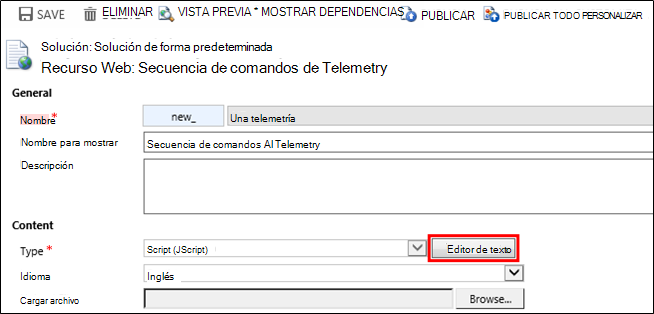 SAVE ELIMINAR VISTA PREVIA * MOSTRAR DEPENDENCIAS PUBLICAR PUBLICAR TODO PERSONALIZAR
Solución: Solución de forma predeterminada
Recurso Web: Secuencia de comandos de Telemetry
General
Nombre* new_ Una telemetría
Nombre para mostrar Secuencia de comandos AI Telemetry
Descripción
Content
Type * Script (JScript) Editor de texto
Idioma Inglés
Cargar archivo Browse...